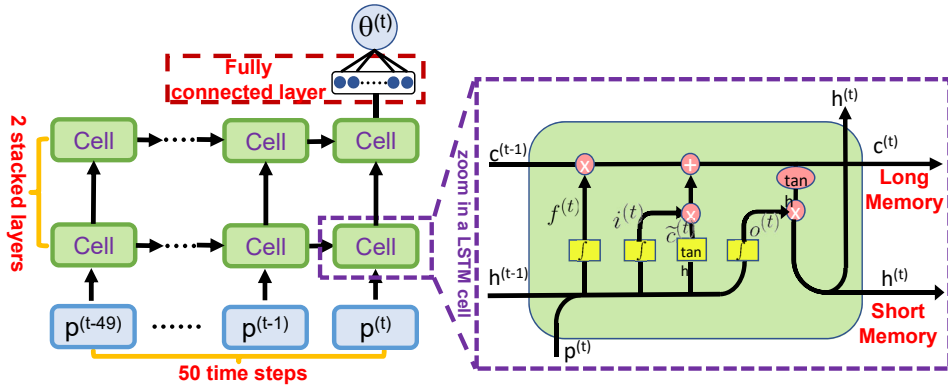 θ(t)
Fully
connected layer
2 stacked layers
Cell
Cell
Cell
Cell
Cell
Cell
p(t-49)
p(t-1)
p(t)
50 time steps
zoom in a LSTM cell
h(t)
c(t-1)
c(t)
x
+
tan
h
Long
Memory
f(t)
i(t)
x
c̃(t)
o(t)
x
∫
∫
tan
h
∫
h(t-1)
h(t)
Short
Memory
p(t)